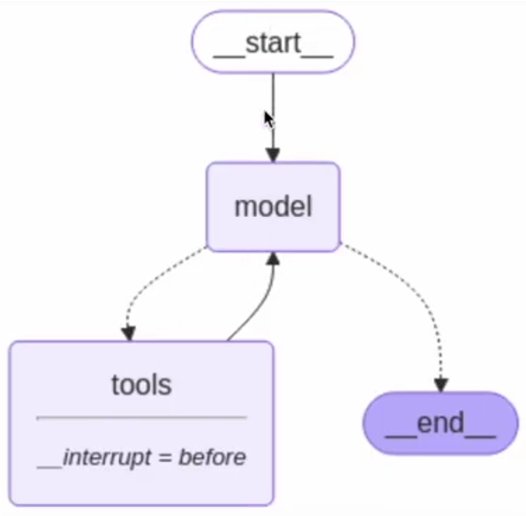 __start__
model
tools
__interrupt = before
__end__